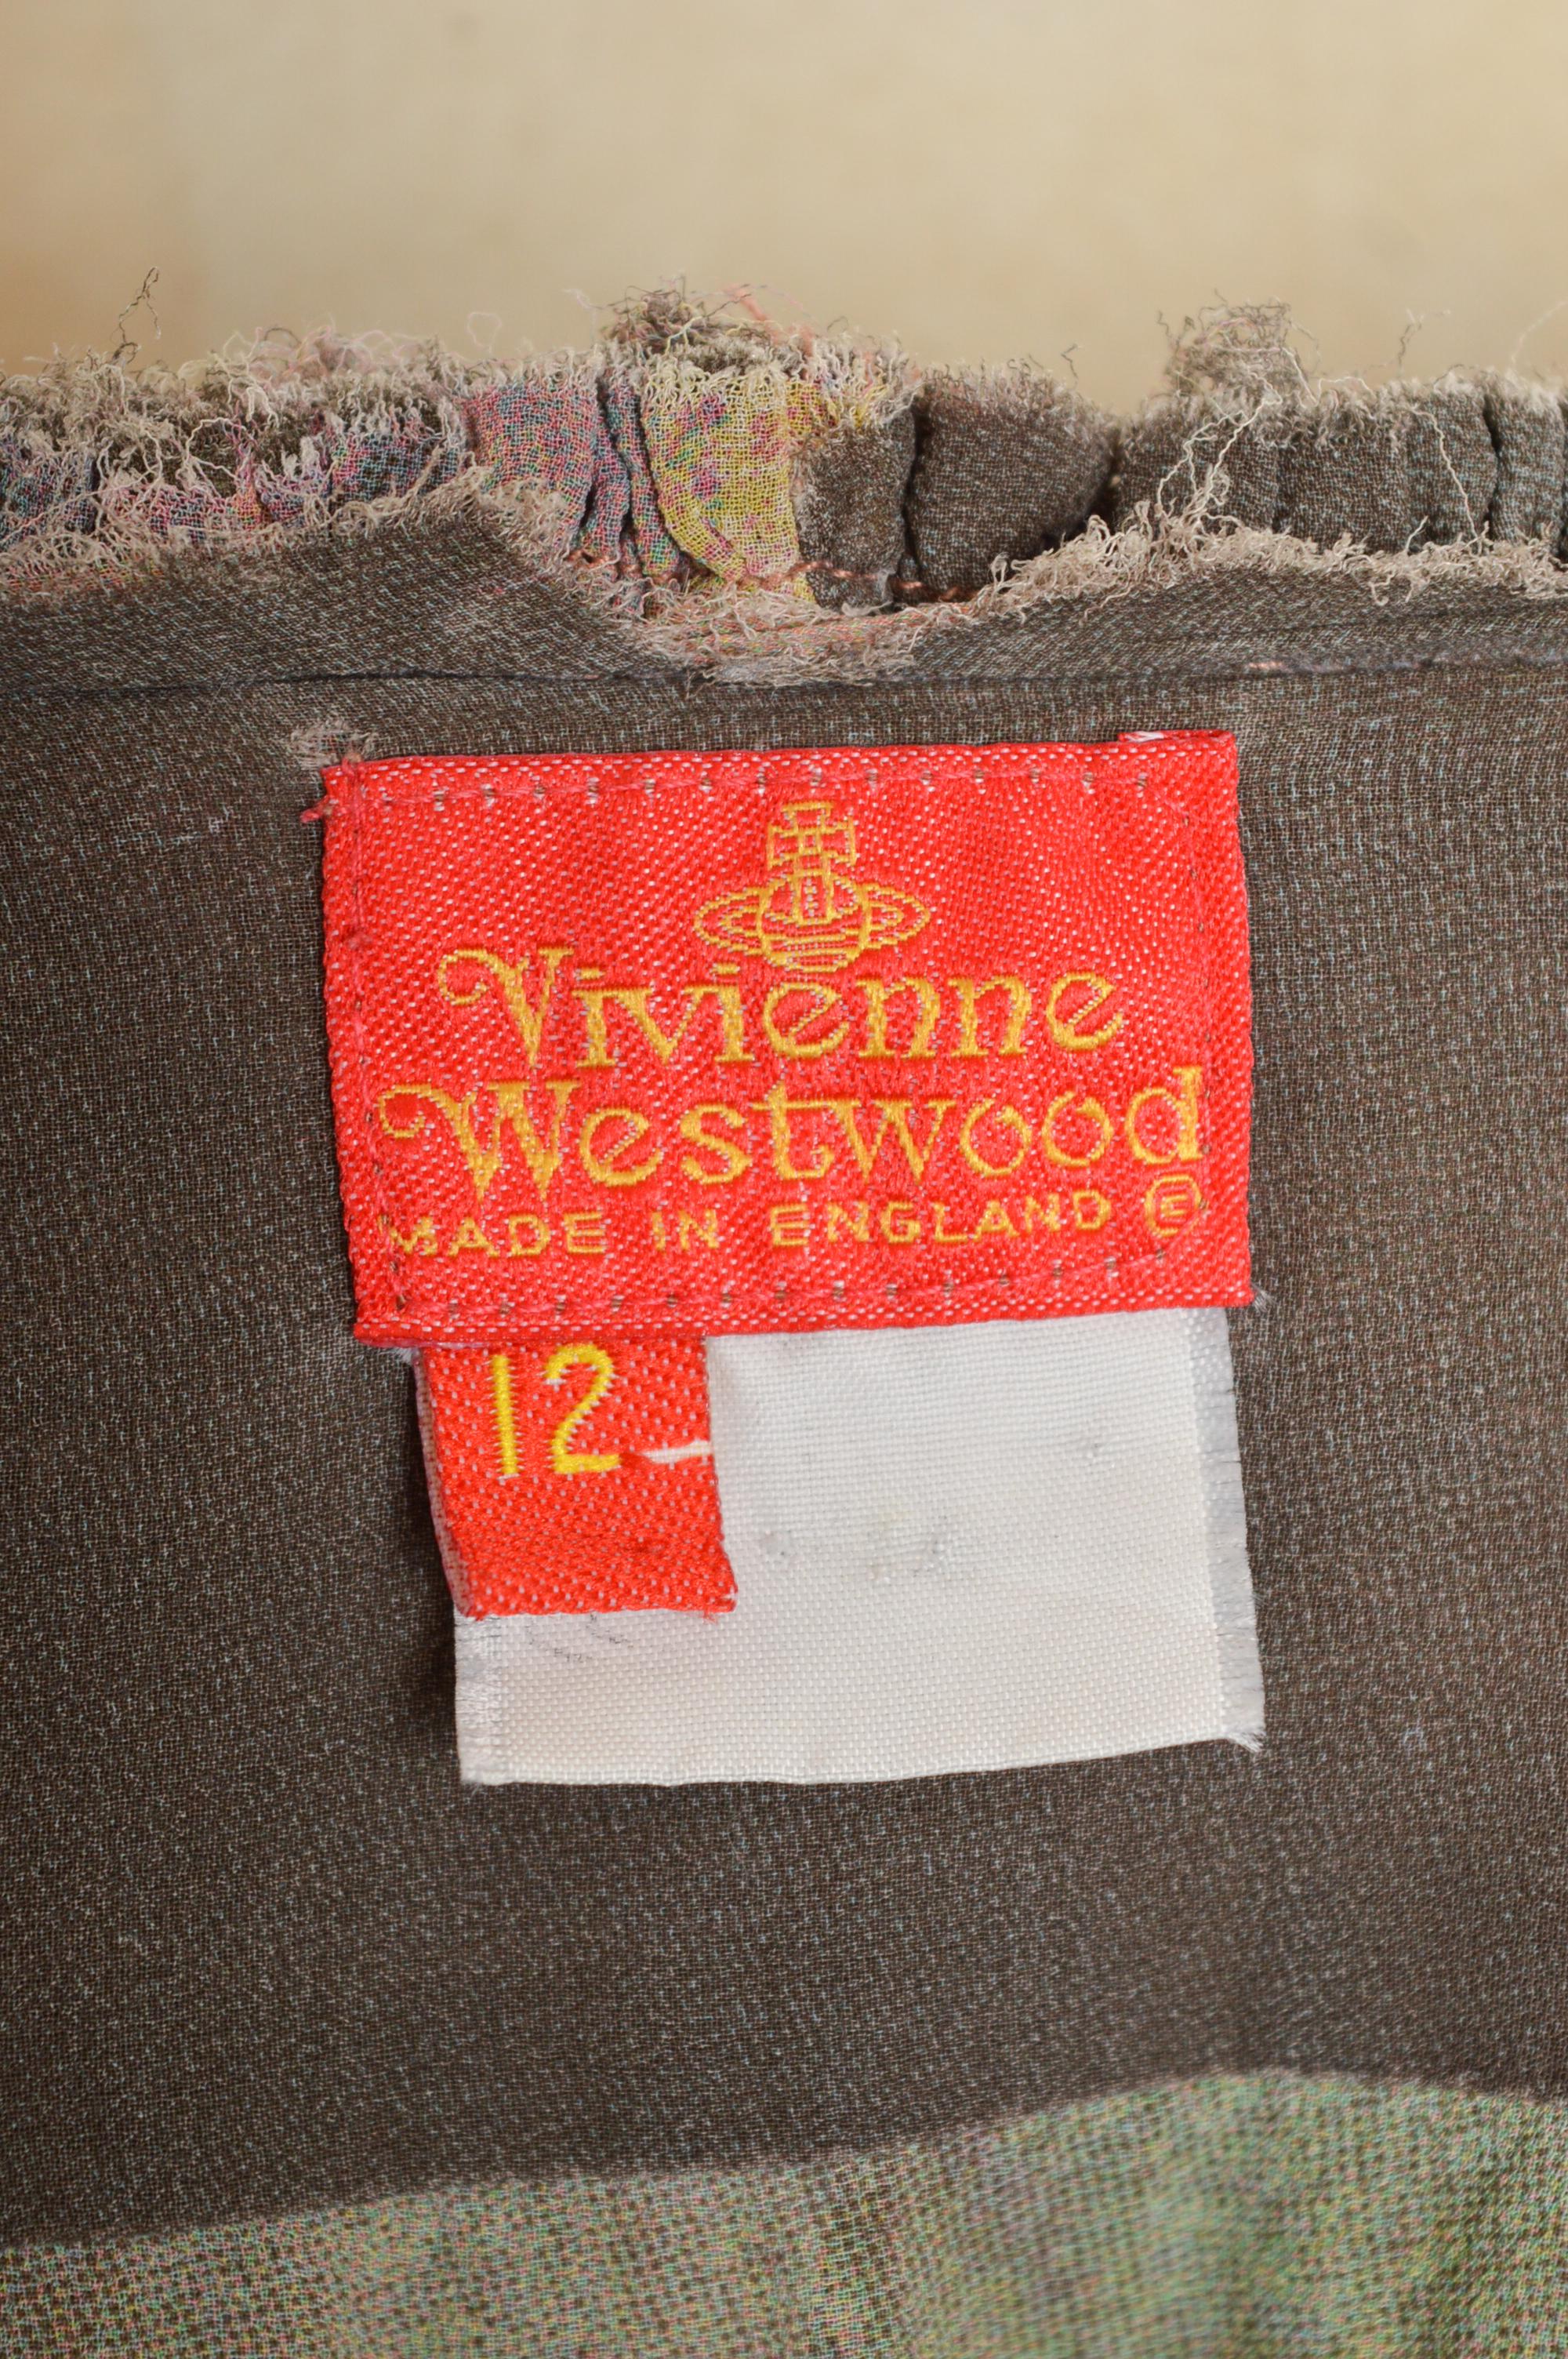 Vivienne
Westwood
MADE IN ENGLAND Ⓔ
12